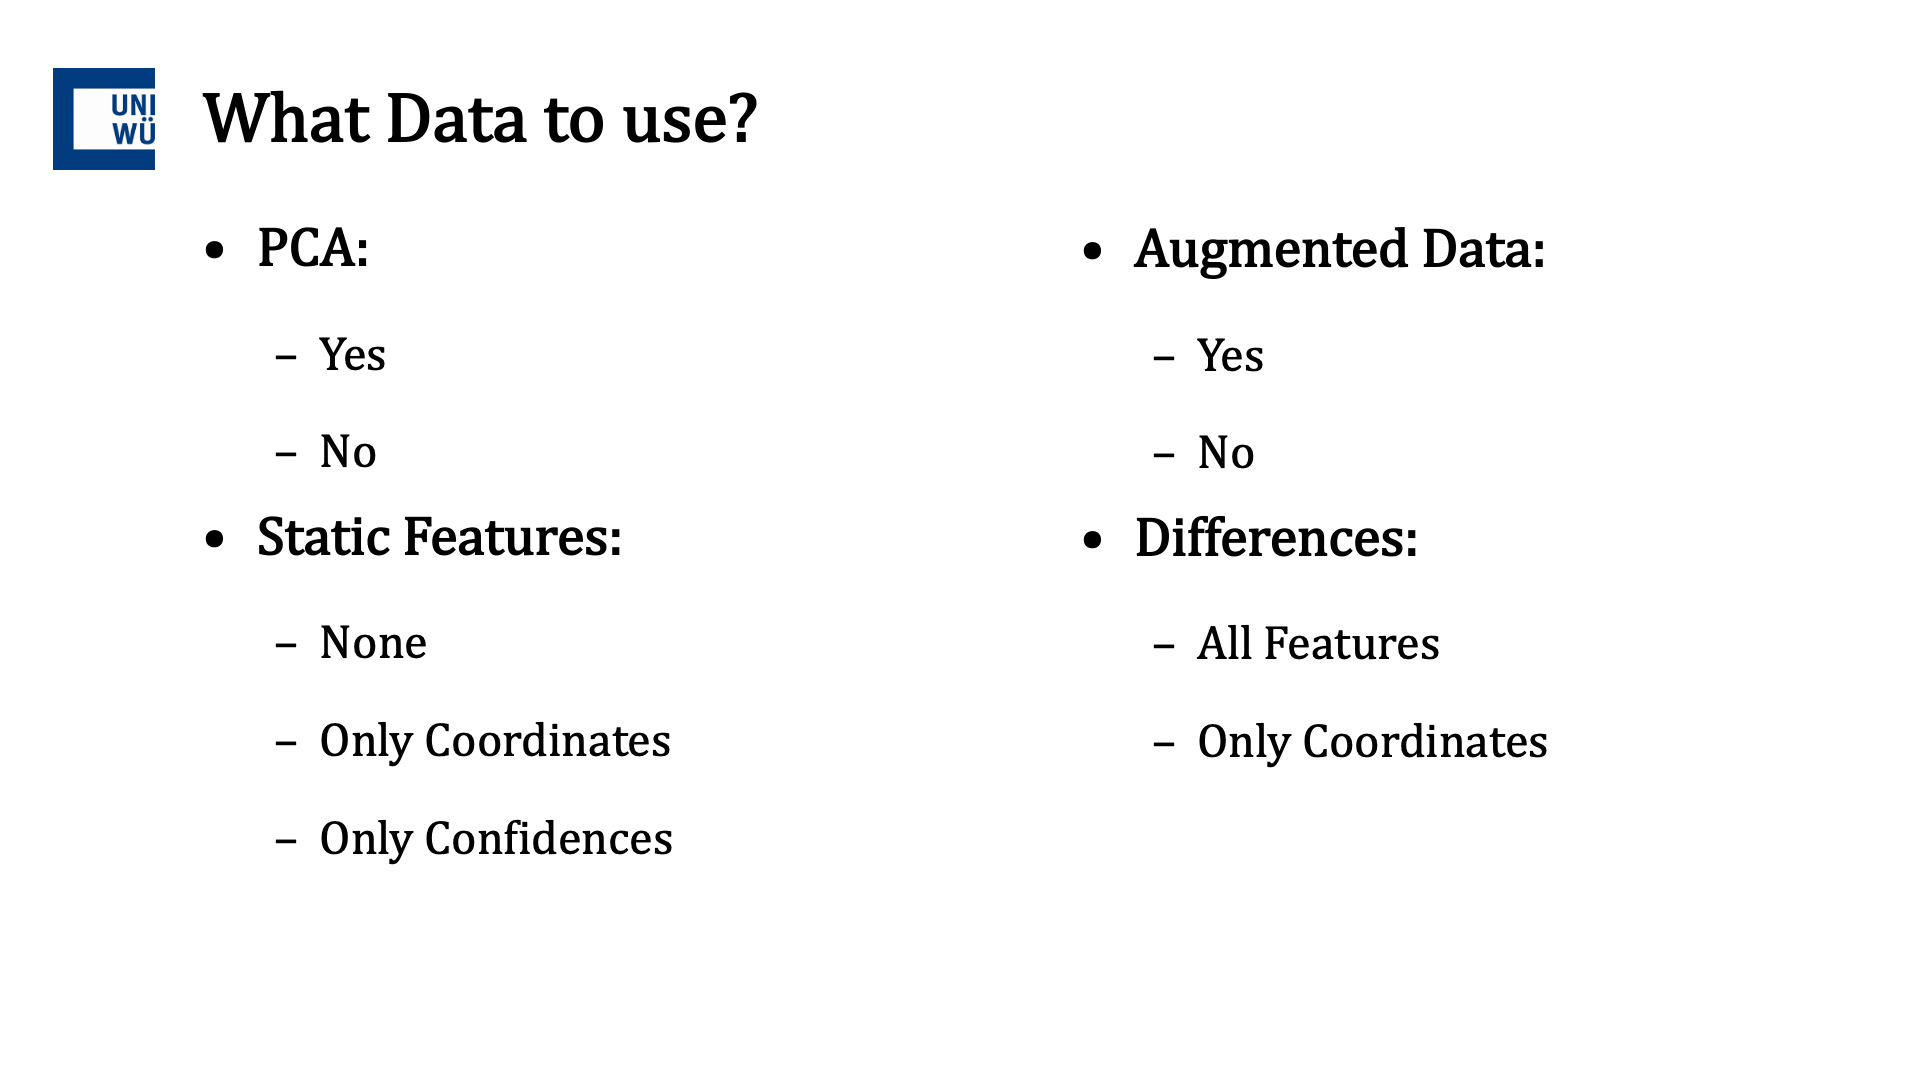 UNI
WÜ
What Data to use?
• PCA:
– Yes
– No
• Static Features:
– None
– Only Coordinates
– Only Confidences
• Augmented Data:
– Yes
– No
• Differences:
– All Features
– Only Coordinates